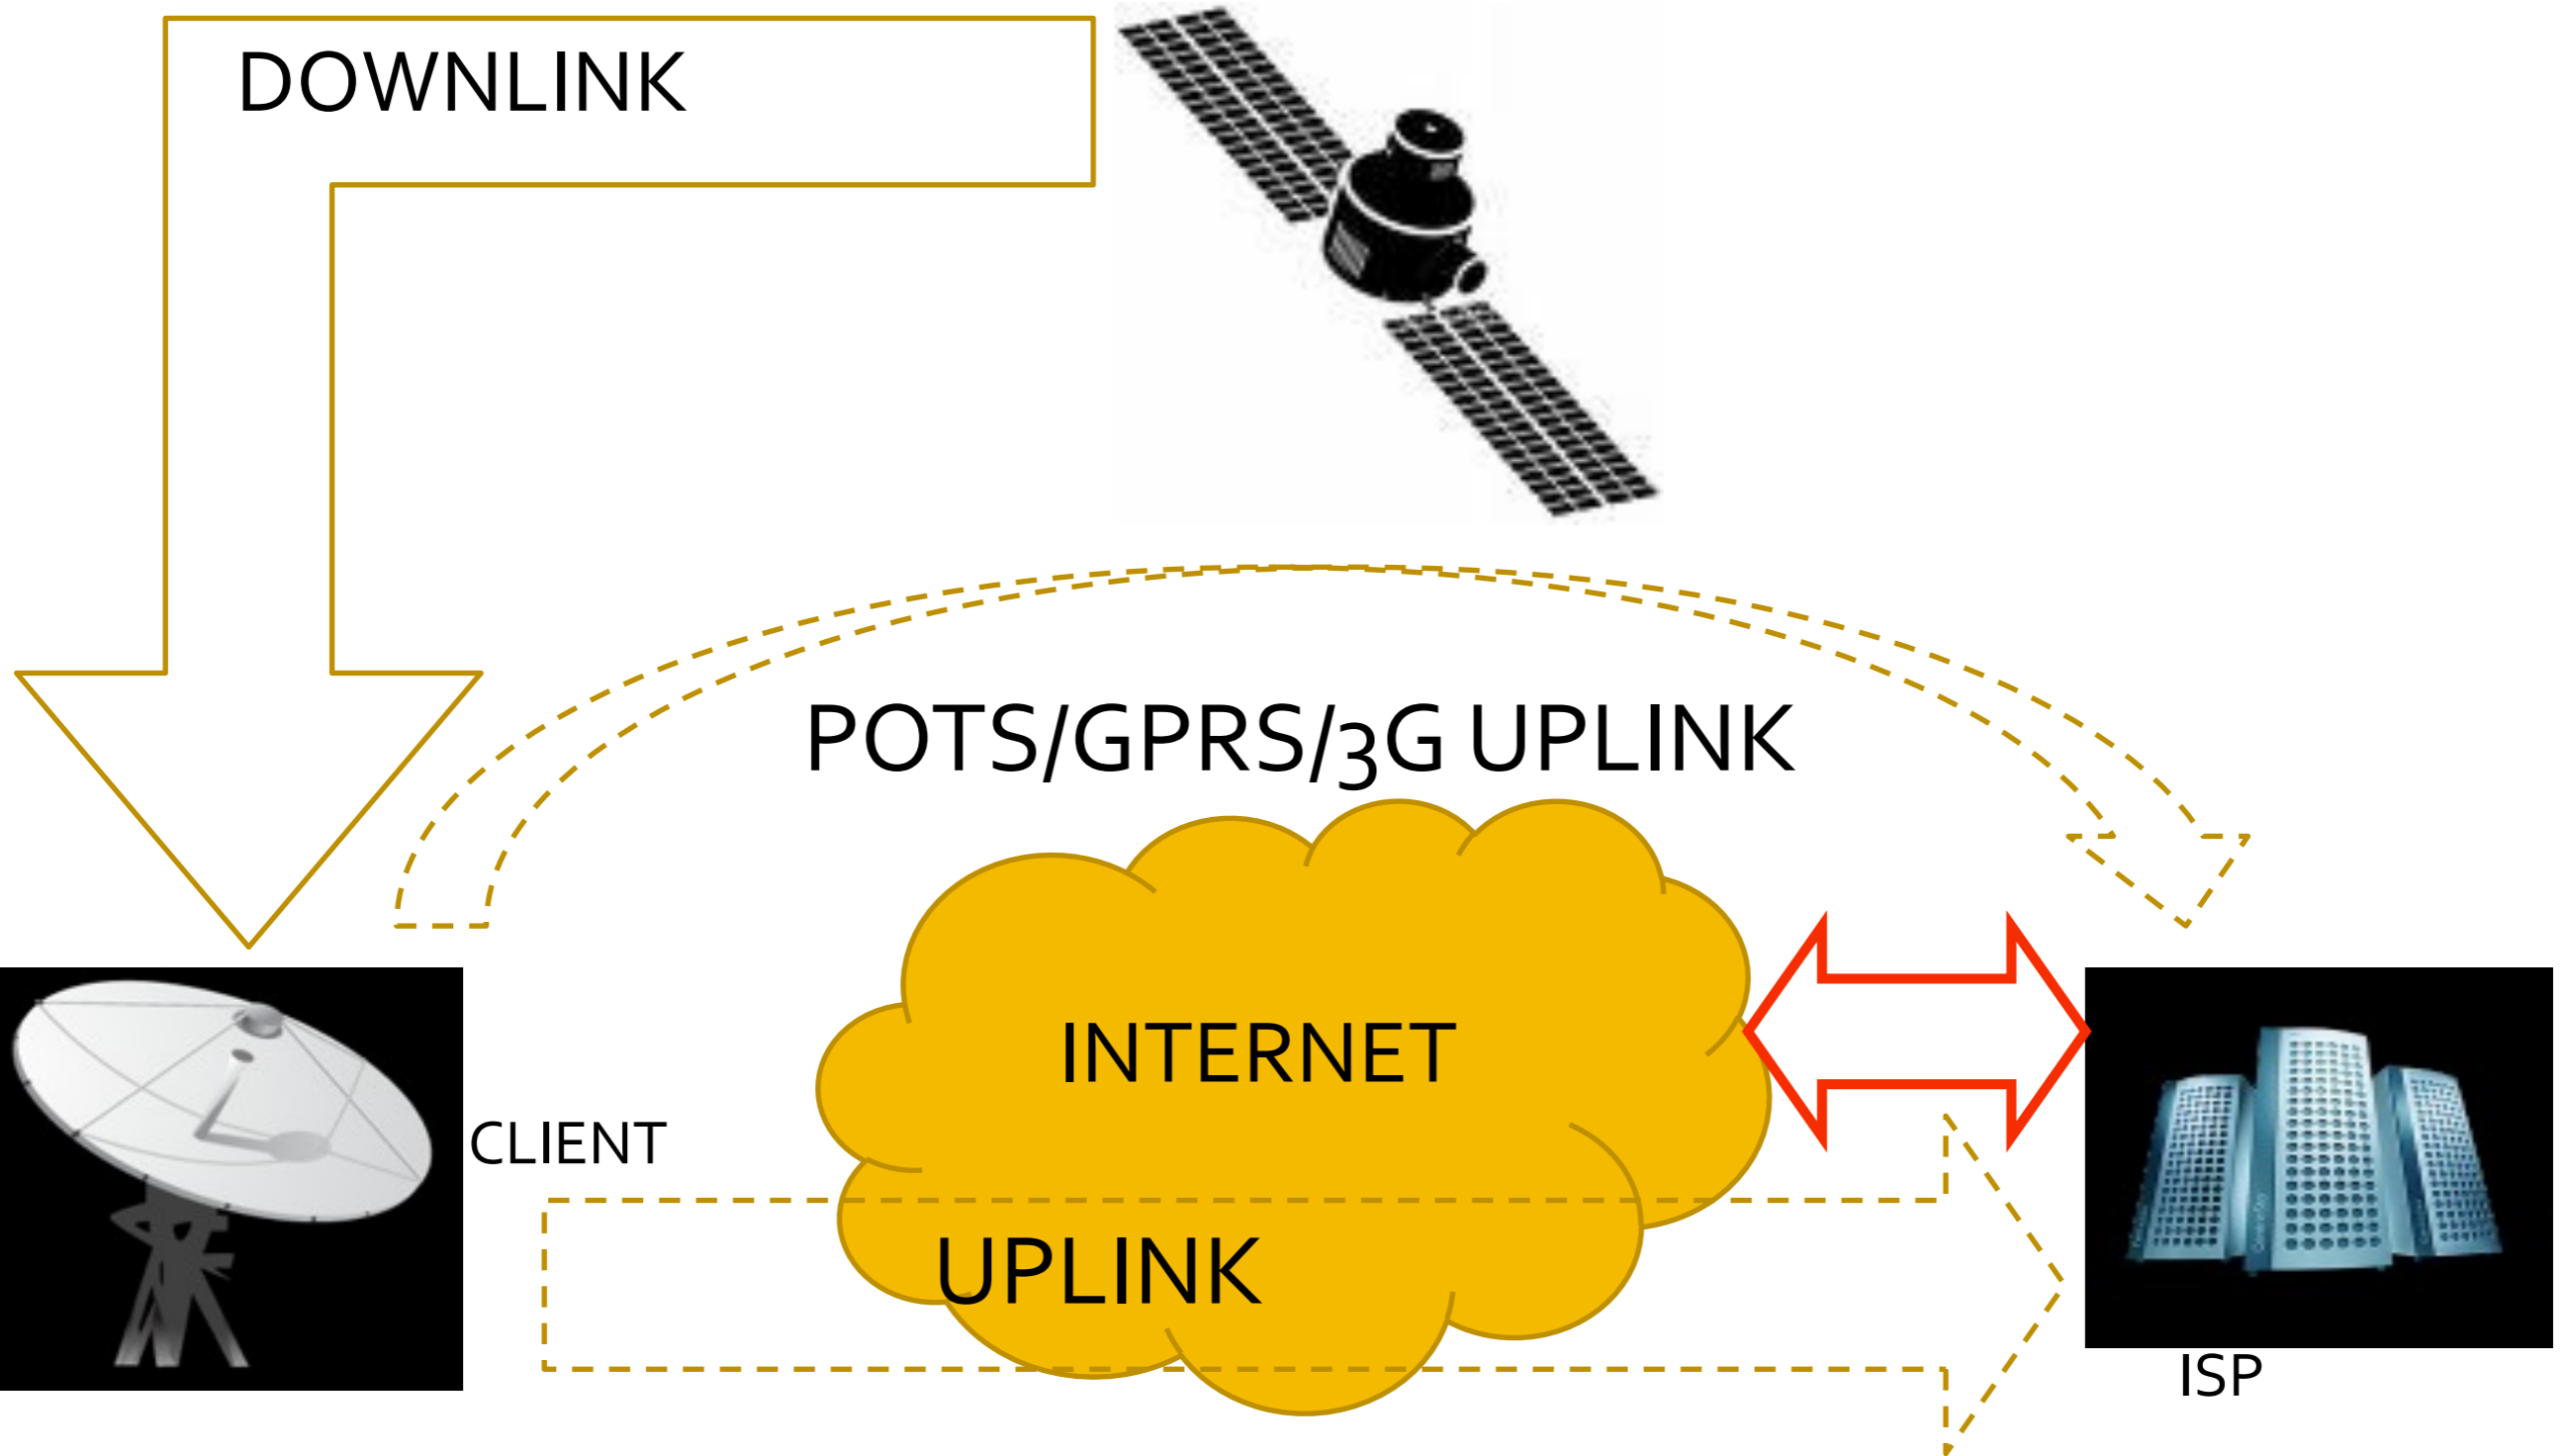 DOWNLINK
POTS/GPRS/3G UPLINK
INTERNET
CLIENT
UPLINK
ISP